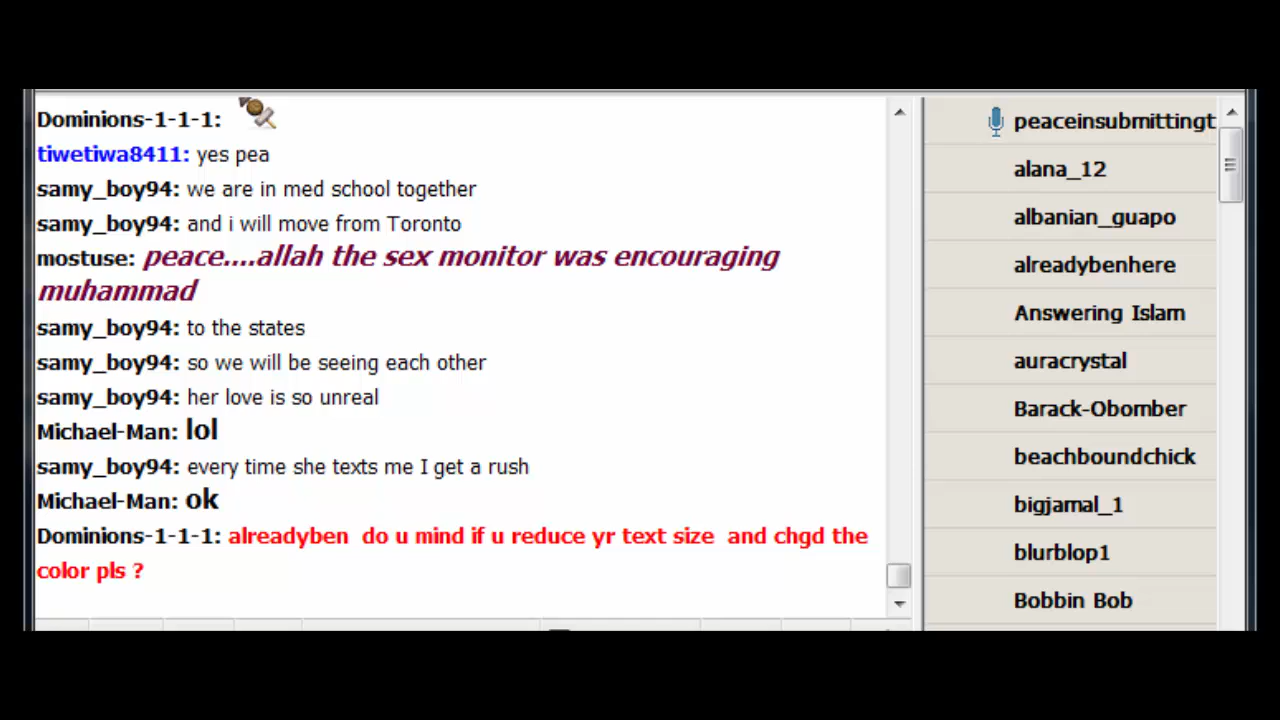 Dominions-1-1-1:
tiwetiwa8411: yes pea
samy_boy94: we are in med school together
samy_boy94: and i will move from Toronto
mostuse: peace....allah the sex monitor was encouraging
muhammad
samy_boy94: to the states
samy_boy94: so we will be seeing each other
samy_boy94: her love is so unreal
Michael-Man: lol
samy_boy94: every time she texts me I get a rush
Michael-Man: ok
Dominions-1-1-1: alreadyben do u mind if u reduce yr text size and chgd the
color pls ?
peaceinsubmittingt
alana_12
albanian_guapo
alreadybenhere
Answering Islam
auracrystal
Barack-Obomber
beachboundchick
bigjamal_1
blurblop1
Bobbin Bob